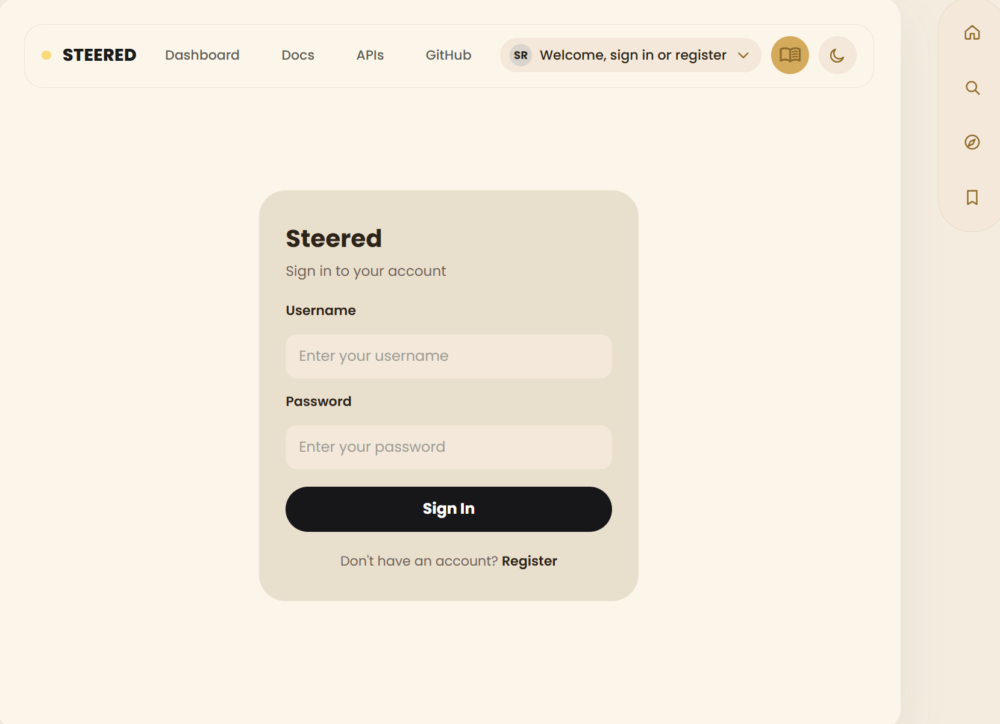 STEERED Dashboard Docs APIs GitHub SR Welcome, sign in or register
Steered
Sign in to your account
Username
Enter your username
Password
Enter your password
Sign In
Don't have an account? Register